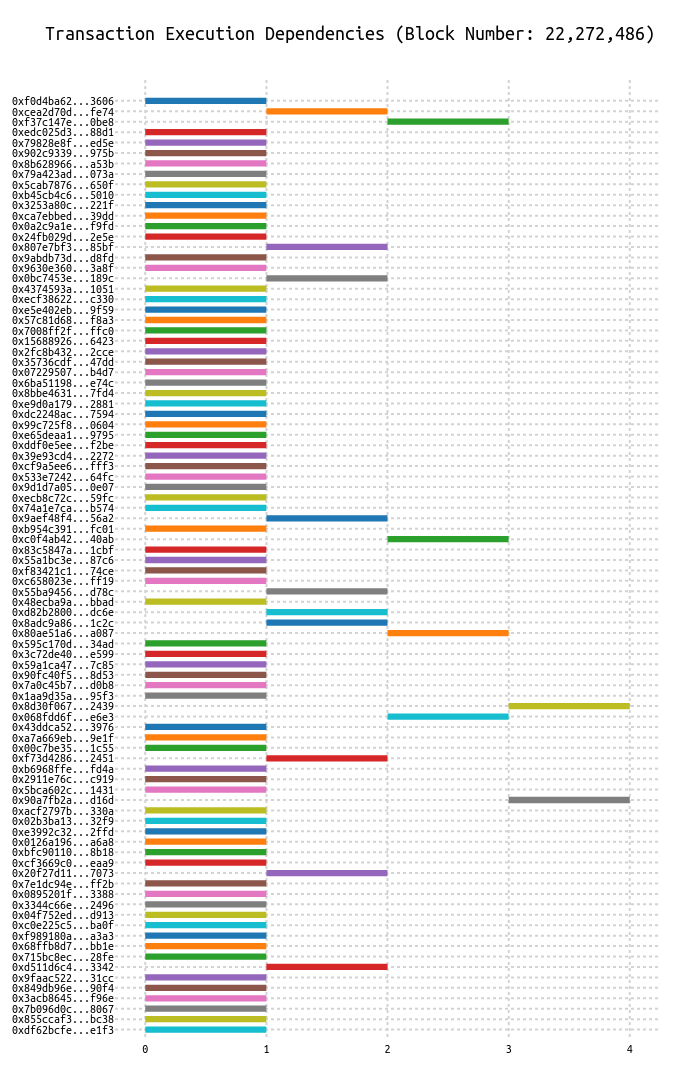 Transaction Execution Dependencies (Block Number: 22,272,486)
0xf0d4ba62...3606
0xcea2d70d...fe74
0xf37c147e...0be8
0xedc025d3...88d1
0x79828e8f...ed5e
0x902c9339...975b
0x8b628966...a53b
0x79a423ad...073a
0x5cab7876...650f
0xb45cb4c6...5010
0x3253a80c...221f
0xca7ebbed...39dd
0x0a2c9a1e...f9fd
0x24fb029d...2e5e
0x807e7bf3...85bf
0x9abdb73d...d8fd
0x9630e360...3a8f
0x0bc7453e...189c
0x4374593a...1051
0xecf38622...c330
0xe5e402eb...9f59
0x57c81d68...f8a3
0x7008ff2f...ffc0
0x15688926...6423
0x2fc8b432...2cce
0x35736cdf...47dd
0x07229507...b4d7
0x6ba51198...e74c
0x8bbe4631...7fd4
0xe9d0a179...2881
0xdc2248ac...7594
0x99c725f8...0604
0xe65deaa1...9795
0xddf0e5ee...f2be
0x39e93cd4...2272
0xcf9a5ee6...fff3
0x533e7242...64fc
0x9d1d7a05...0e07
0xecb8c72c...59fc
0x74a1e7ca...b574
0x9aef48f4...56a2
0xb954c391...fc01
0xc0f4ab42...40ab
0x83c5847a...1cbf
0x55a1bc3e...87c6
0xf83421c1...74ce
0xc658023e...ff19
0x55ba9456...d78c
0x48ecba9a...bbad
0xd82b2800...dc6e
0x8adc9a86...1c2c
0x80ae51a6...a087
0x595c170d...34ad
0x3c72de40...e599
0x59a1ca47...7c85
0x90fc40f5...8d53
0x7a0c45b7...d0b8
0x1aa9d35a...95f3
0x8d30f067...2439
0x068fdd6f...e6e3
0x43ddca52...3976
0xa7a669eb...9e1f
0x00c7be35...1c55
0xf73d4286...2451
0xb6968ffe...fd4a
0x2911e76c...c919
0x5bca602c...1431
0x90a7fb2a...d16d
0xacf2797b...330a
0x02b3ba13...32f9
0xe3992c32...2ffd
0x0126a196...a6a8
0xbfc90110...8b18
0xcf3669c0...eaa9
0x20f27d11...7073
0x7e1dc94e...ff2b
0x0895201f...3388
0x3344c66e...2496
0x04f752ed...d913
0xc0e225c5...ba0f
0xf989180a...a3a3
0x68ffb8d7...bb1e
0x715bc8ec...28fe
0xd511d6c4...3342
0x9faac522...31cc
0x849db96e...90f4
0x3acb8645...f96e
0x7b096d0c...8067
0x855ccaf3...bc38
0xdf62bcfe...e1f3
0 1 2 3 4